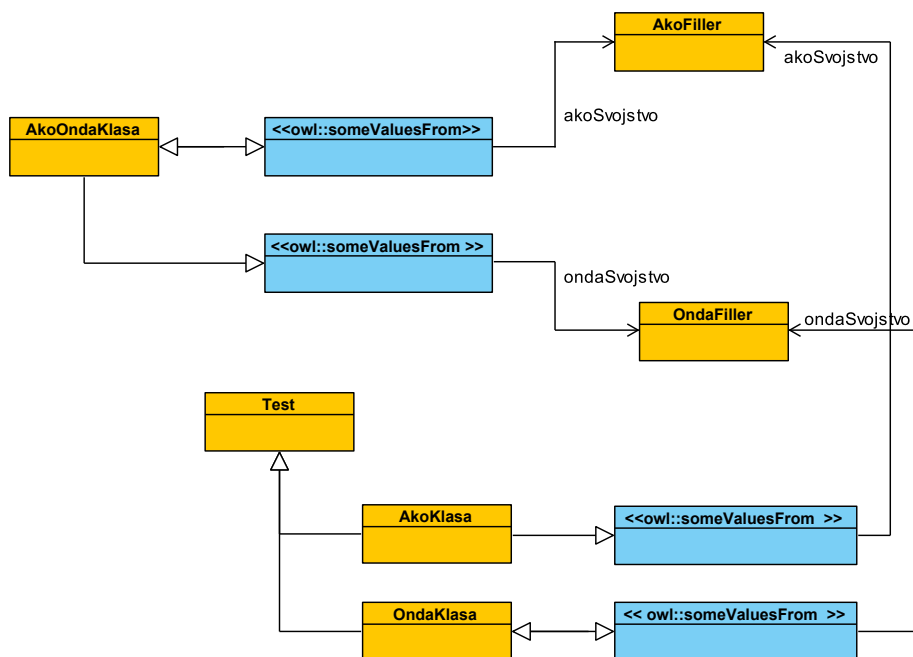 AkoFiller
akoSvojstvo
akoSvojstvo
AkoOndaKlasa
<<owl::someValuesFrom>>
<<owl::someValuesFrom >>
ondaSvojstvo
OndaFiller
ondaSvojstvo
Test
AkoKlasa
<<owl::someValuesFrom >>
OndaKlasa
<< owl::someValuesFrom >>